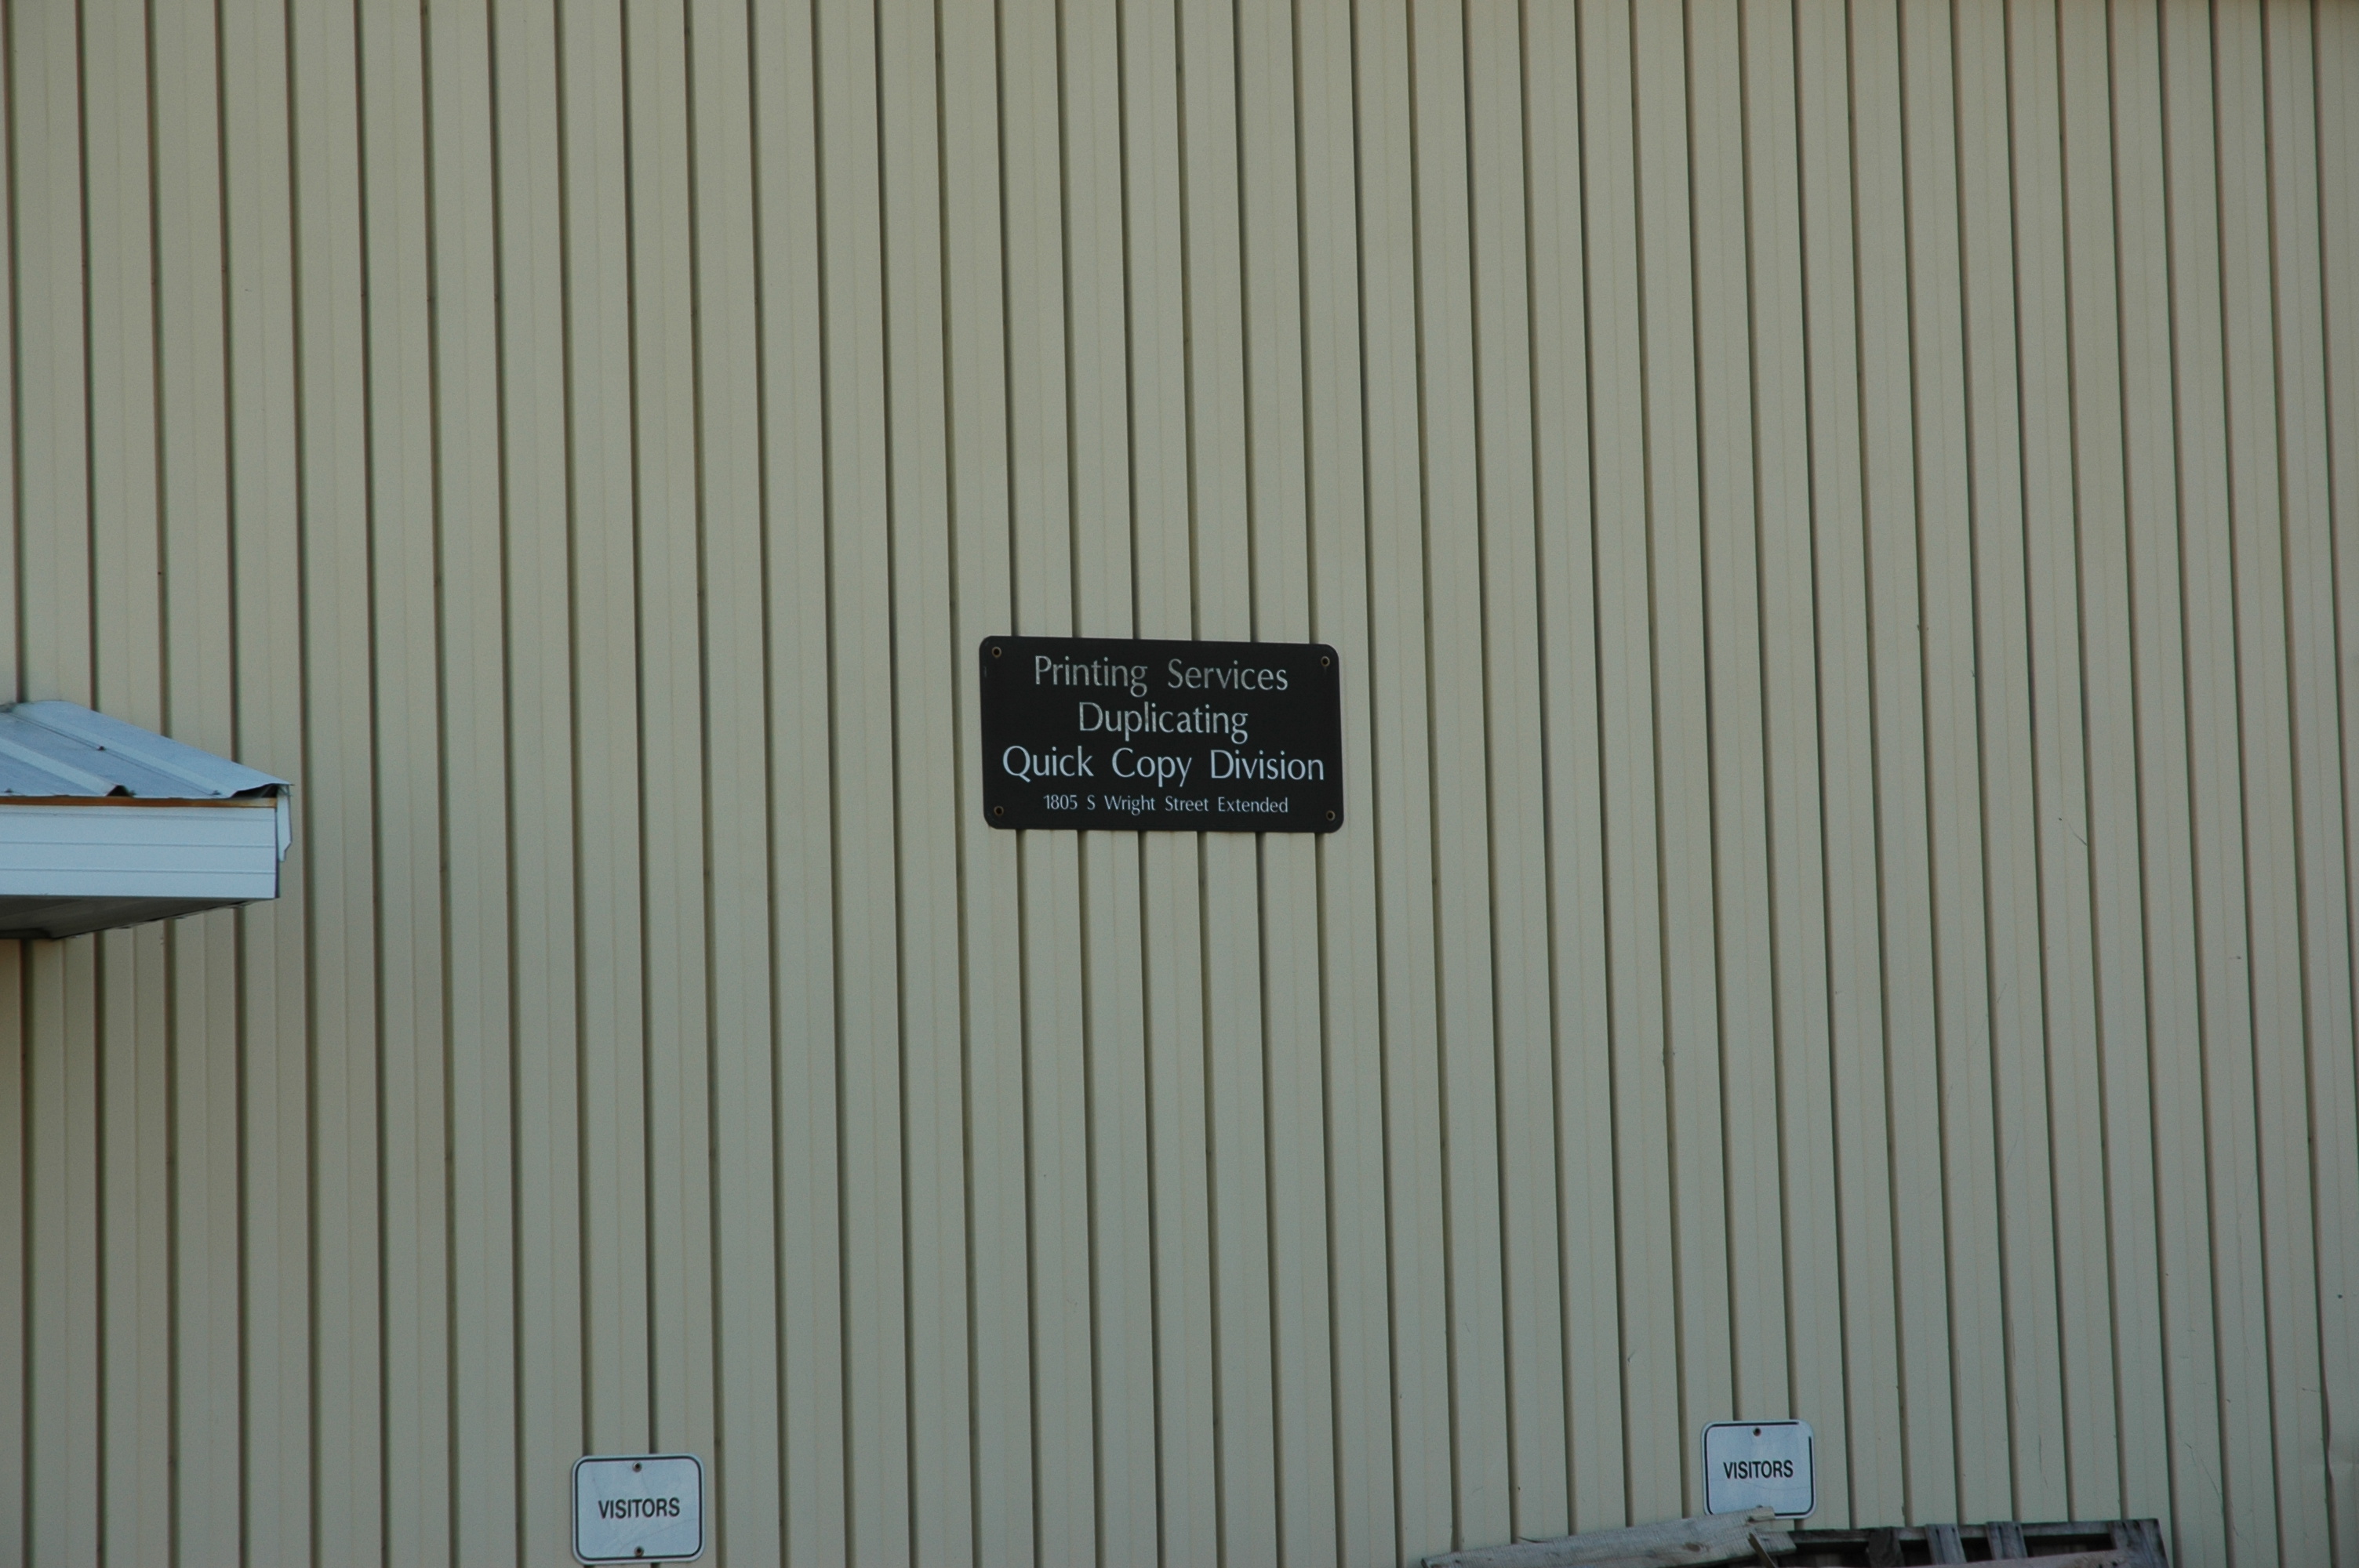 Printing Services
Duplicating
Quick Copy Division
1805 S Wright Street Extended
VISITORS
VISITORS